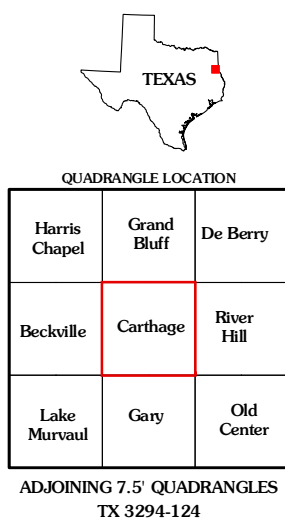 TEXAS
QUADRANGLE LOCATION
Harris
Chapel
Grand
Bluff
De Berry
Beckville
Carthage
River
Hill
Lake
Murvaul
Gary
Old
Center
ADJOINING 7.5' QUADRANGLES
TX 3294-124